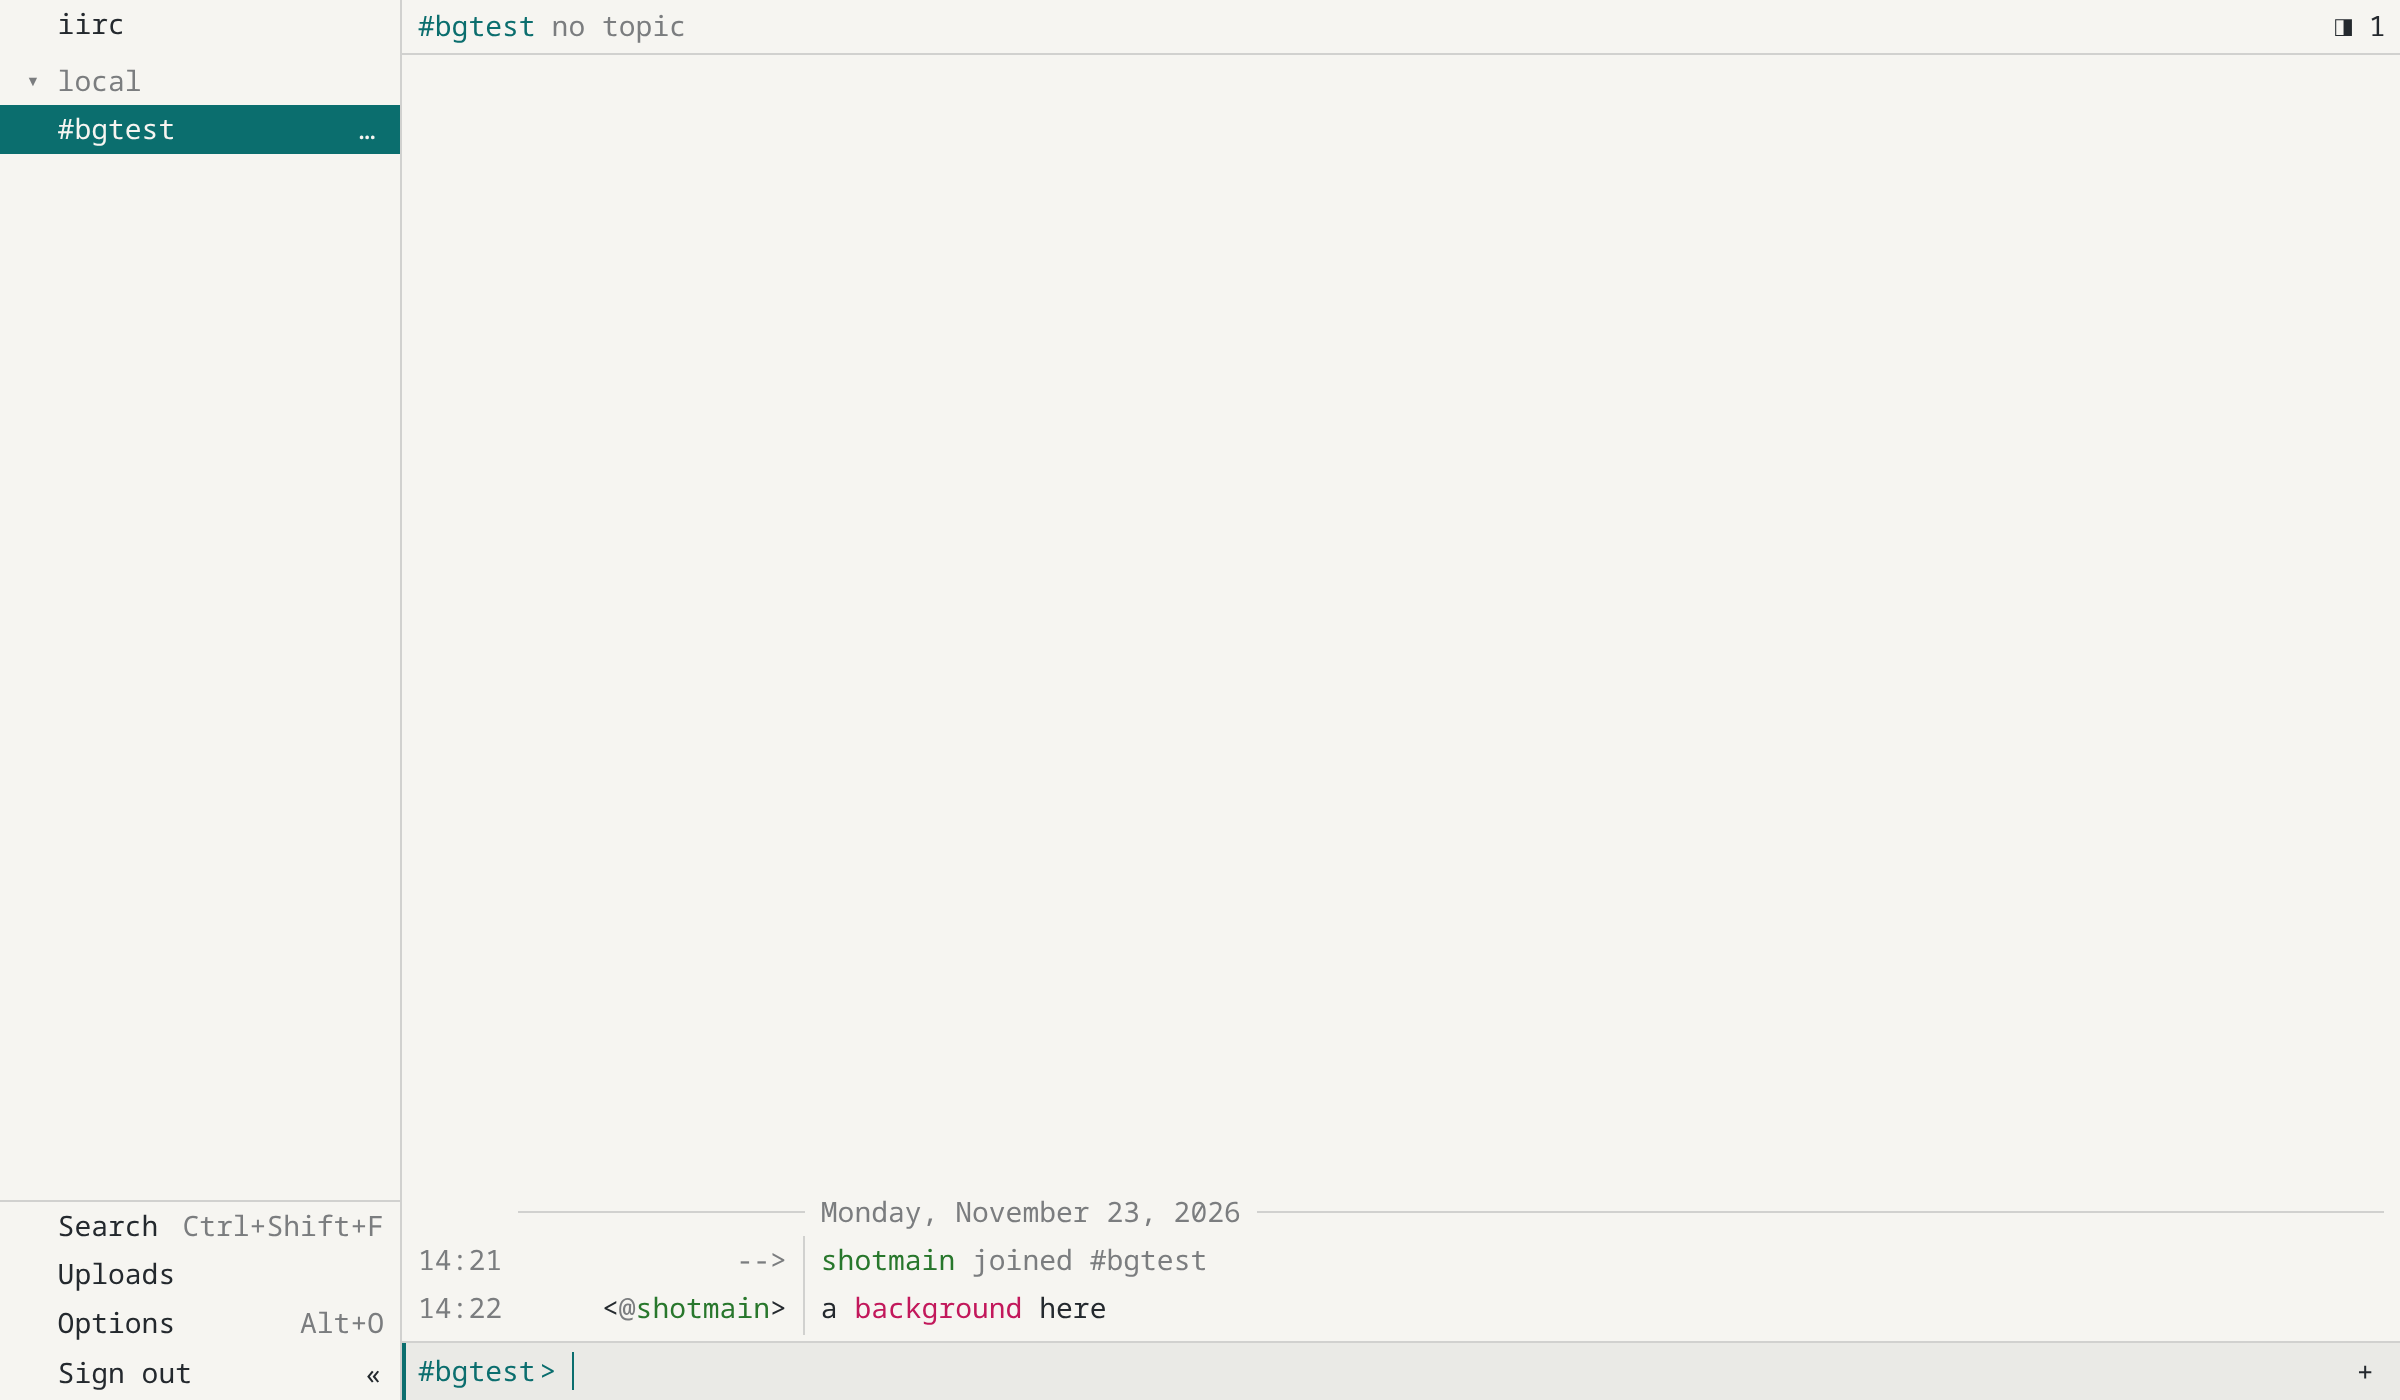 iirc
▾ local
#bgtest …
Search Ctrl+Shift+F
Uploads
Options Alt+O
Sign out «
#bgtest no topic ◨ 1
Monday, November 23, 2026
14:21 --> shotmain joined #bgtest
14:22 <@shotmain> a background here
#bgtest> +